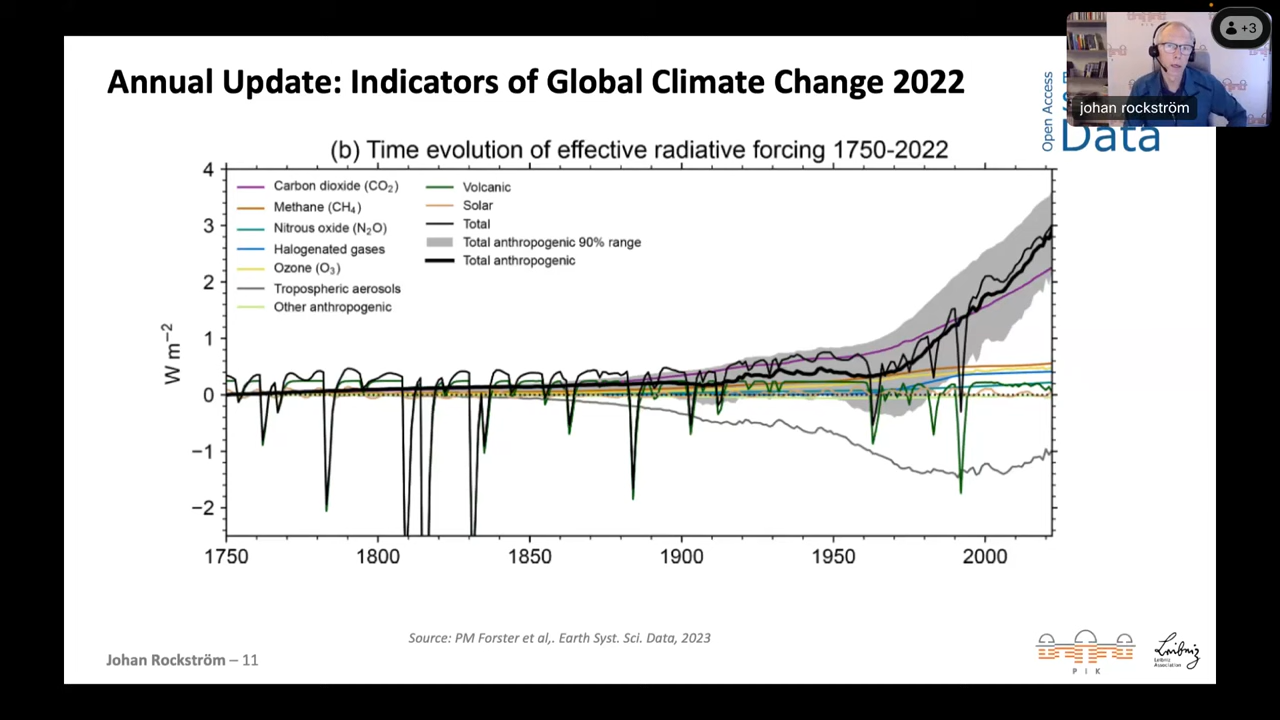 +3
johan rockström
Annual Update: Indicators of Global Climate Change 2022
Open Access
Data
(b) Time evolution of effective radiative forcing 1750-2022
4
3
2
1
0
−1
−2
W m⁻²
Carbon dioxide (CO₂)
Methane (CH₄)
Nitrous oxide (N₂O)
Halogenated gases
Ozone (O₃)
Tropospheric aerosols
Other anthropogenic
Volcanic
Solar
Total
Total anthropogenic 90% range
Total anthropogenic
1750 1800 1850 1900 1950 2000
Source: PM Forster et al,. Earth Syst. Sci. Data, 2023
Johan Rockström – 11
P I K
Leibniz
Leibniz
Association